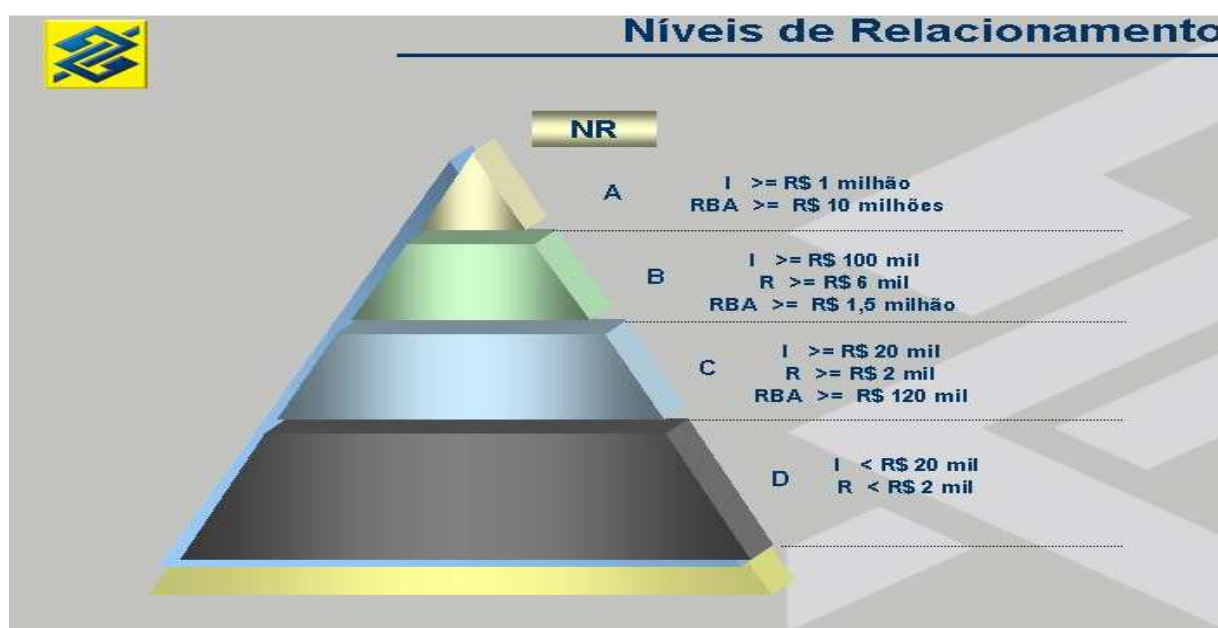 Níveis de Relacionamento
NR
A
I >= R$ 1 milhão
RBA >= R$ 10 milhões
B
I >= R$ 100 mil
R >= R$ 6 mil
RBA >= R$ 1,5 milhão
C
I >= R$ 20 mil
R >= R$ 2 mil
RBA >= R$ 120 mil
D
I < R$ 20 mil
R < R$ 2 mil